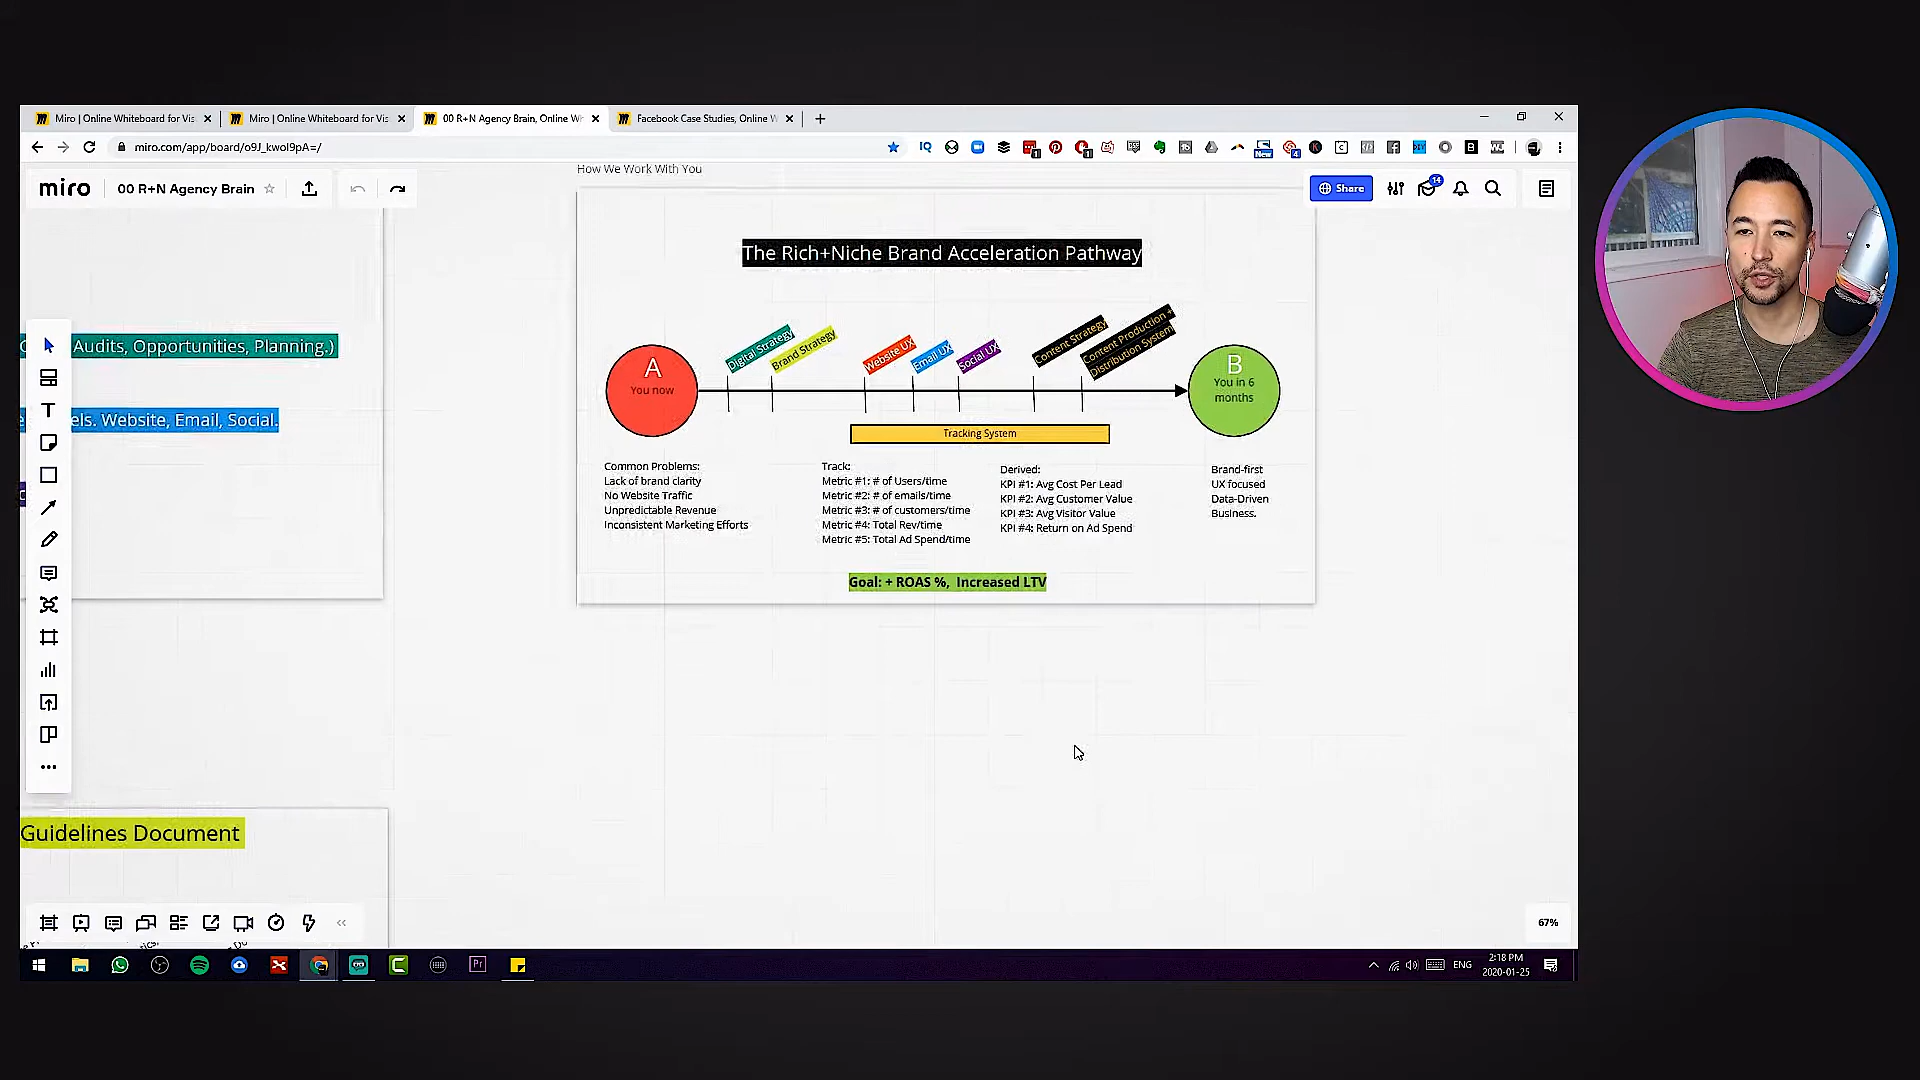 Miro | Online Whiteboard for Vis
Miro | Online Whiteboard for Vis
00 R+N Agency Brain, Online Wh
Facebook Case Studies, Online W
miro.com/app/board/o9J_kwoI9pA=/
miro
00 R+N Agency Brain
Share
14
How We Work With You
The Rich+Niche Brand Acceleration Pathway
Audits, Opportunities, Planning.)
els. Website, Email, Social.
Guidelines Document
A
You now
Digital Strategy
Brand Strategy
Website UX
Email UX
Social UX
Content Strategy
Content Production +
Distribution System
B
You in 6
months
Tracking System
Common Problems:
Lack of brand clarity
No Website Traffic
Unpredictable Revenue
Inconsistent Marketing Efforts
Track:
Metric #1: # of Users/time
Metric #2: # of emails/time
Metric #3: # of customers/time
Metric #4: Total Rev/time
Metric #5: Total Ad Spend/time
Derived:
KPI #1: Avg Cost Per Lead
KPI #2: Avg Customer Value
KPI #3: Avg Visitor Value
KPI #4: Return on Ad Spend
Brand-first
UX focused
Data-Driven
Business.
Goal: + ROAS %, Increased LTV
67%
ENG
2:18 PM
2020-01-25